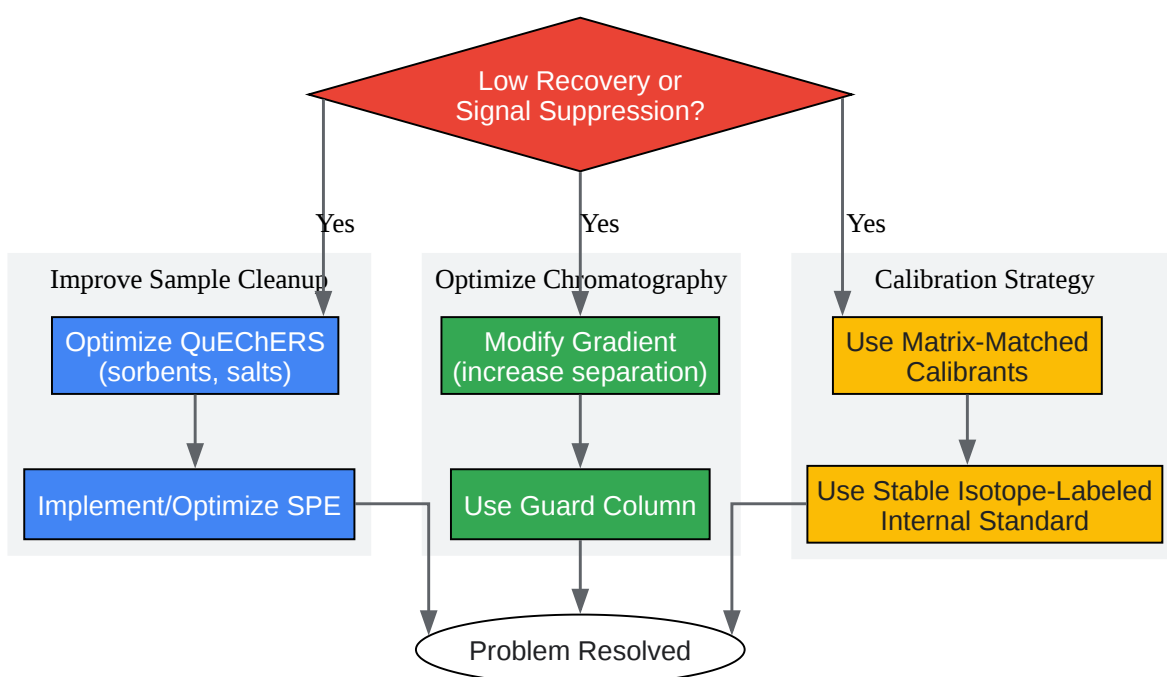 Low Recovery or
Signal Suppression?
Yes
Yes
Yes
Improve Sample Cleanup
Optimize Chromatography
Calibration Strategy
Optimize QuEChERS
(sorbents, salts)
Modify Gradient
(increase separation)
Use Matrix-Matched
Calibrants
Implement/Optimize SPE
Use Guard Column
Use Stable Isotope-Labeled
Internal Standard
Problem Resolved